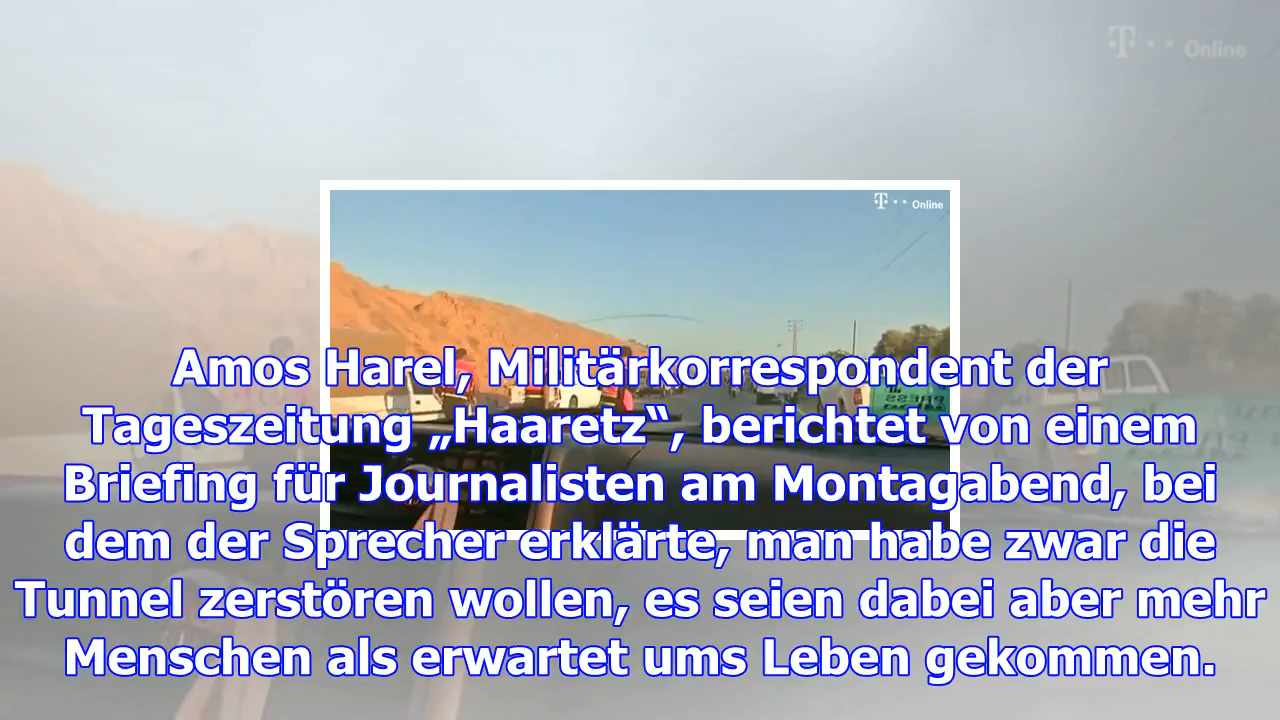 T • • Online
T • • Online
PRESS
Amos Harel, Militärkorrespondent der
Tageszeitung „Haaretz“, berichtet von einem
Briefing für Journalisten am Montagabend, bei
dem der Sprecher erklärte, man habe zwar die
Tunnel zerstören wollen, es seien dabei aber mehr
Menschen als erwartet ums Leben gekommen.